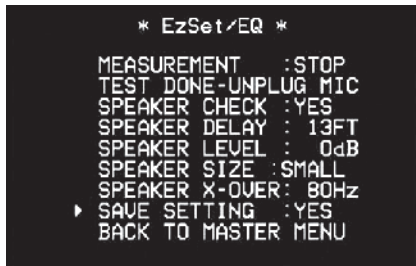 * EzSet/EQ *
MEASUREMENT :STOP
TEST DONE-UNPLUG MIC
SPEAKER CHECK :YES
SPEAKER DELAY : 13FT
SPEAKER LEVEL : 0dB
SPEAKER SIZE :SMALL
SPEAKER X-OVER: 80Hz
SAVE SETTING :YES
BACK TO MASTER MENU